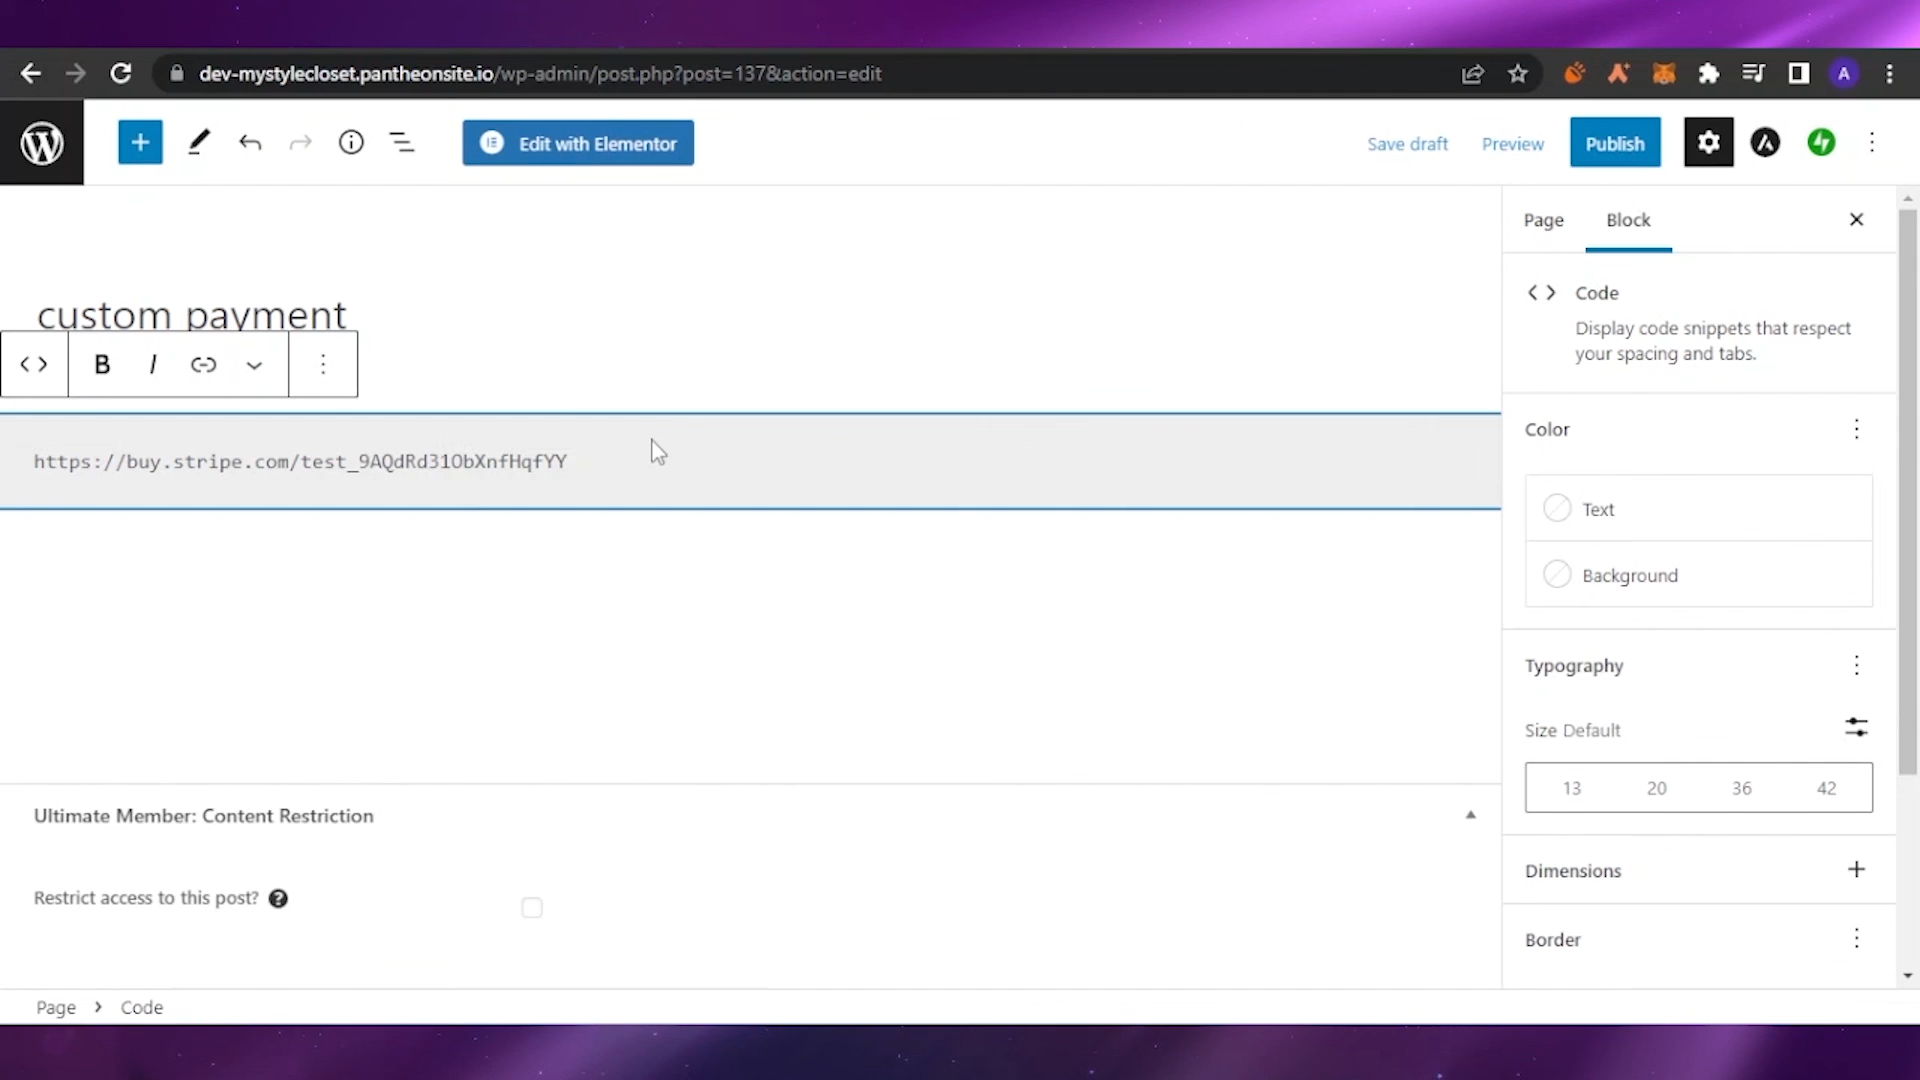 dev-mystylecloset.pantheonsite.io/wp-admin/post.php?post=137&action=edit
A
Edit with Elementor
Save draft
Preview
Publish
Page
Block
custom payment
B
I
https://buy.stripe.com/test_9AQdRd31ObXnfHqfYY
Code
Display code snippets that respect
your spacing and tabs.
Color
Text
Background
Typography
Size Default
13
20
36
42
Dimensions
Border
Ultimate Member: Content Restriction
Restrict access to this post?
Page
Code